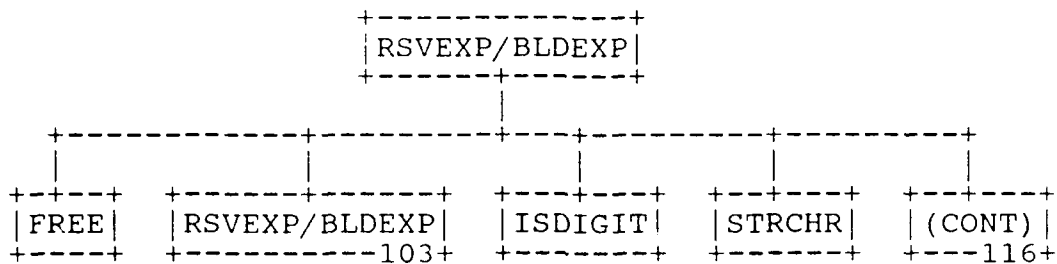 RSVEXP/BLDEXP
FREE RSVEXP/BLDEXP ISDIGIT STRCHR (CONT)
103 116